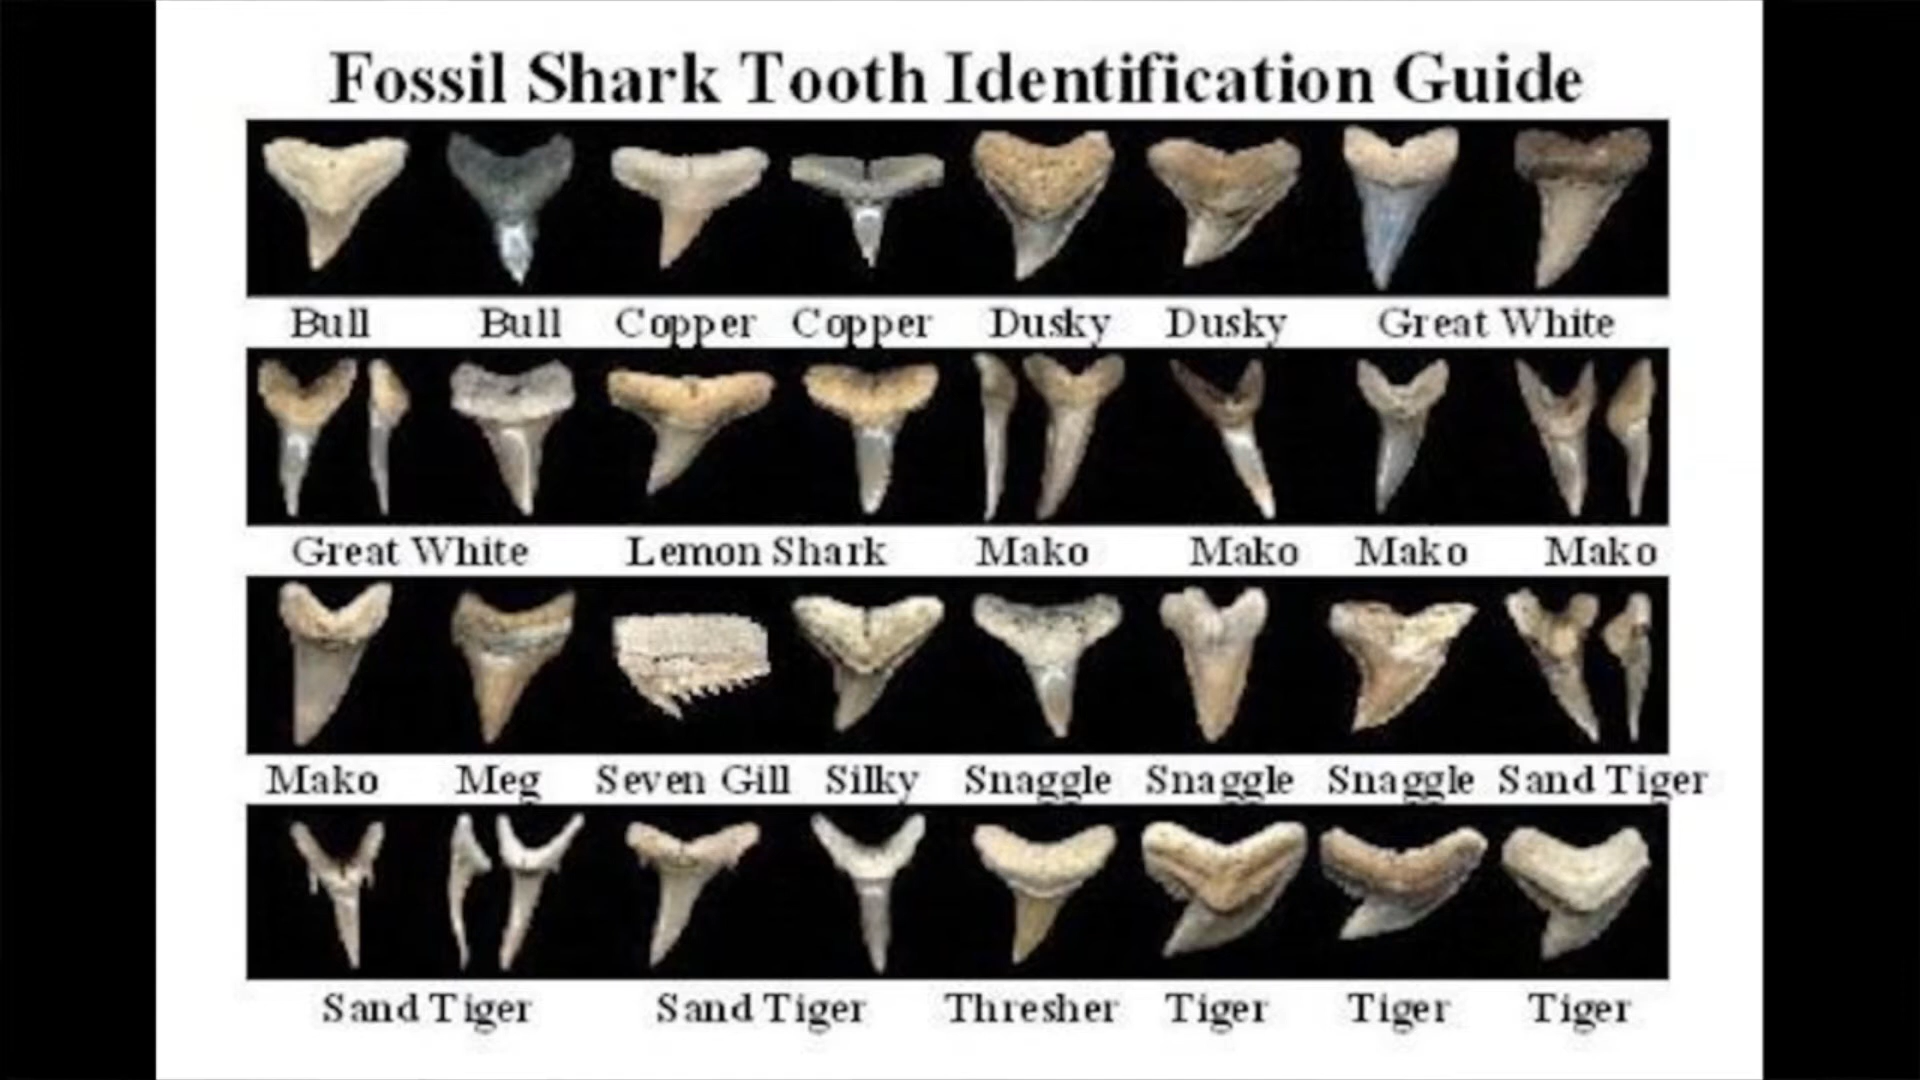 Fossil Shark Tooth Identification Guide
Bull Bull Copper Copper Dusky Dusky Great White
Great White Lemon Shark Mako Mako Mako Mako
Mako Meg Seven Gill Silky Snaggle Snaggle Snaggle Sand Tiger
Sand Tiger Sand Tiger Thresher Tiger Tiger Tiger